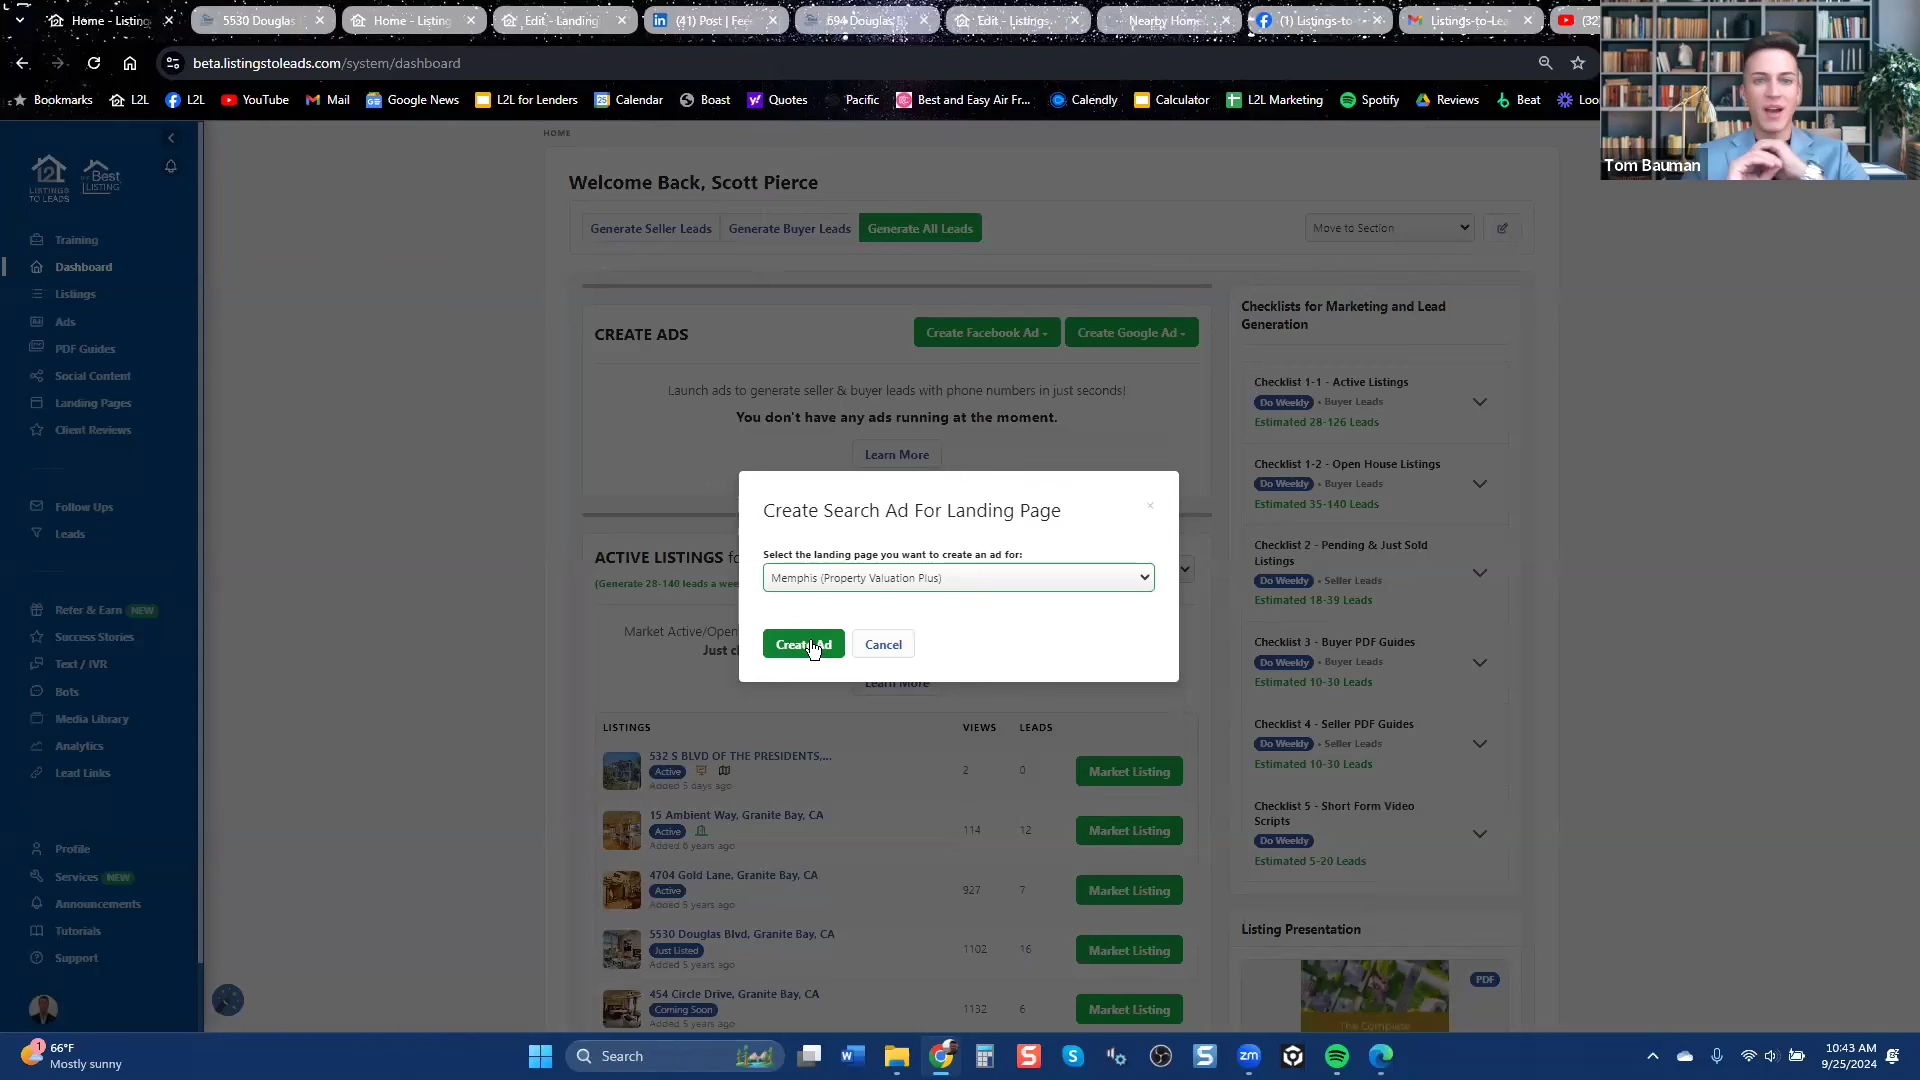 Home - Listing
5530 Douglas
Home - Listing
Edit - Landing
(41) Post | Fee
694 Douglas
Edit - Listings
Nearby Home
(1) Listings-to
Listings-to-Lea
(32)
beta.listingstoleads.com/system/dashboard
Bookmarks
L2L
L2L
YouTube
Mail
Google News
L2L for Lenders
Calendar
Boast
Quotes
Pacific
Best and Easy Air Fr...
Calendly
Calculator
L2L Marketing
Spotify
Reviews
Beat
Loo
Tom Bauman
LISTINGS
TO LEADS
Best
LISTING
Training
Dashboard
Listings
Ads
PDF Guides
Social Content
Landing Pages
Client Reviews
Follow Ups
Leads
Refer & Earn NEW
Success Stories
Text / IVR
Bots
Media Library
Analytics
Lead Links
Profile
Services NEW
Announcements
Tutorials
Support
HOME
Welcome Back, Scott Pierce
Generate Seller Leads
Generate Buyer Leads
Generate All Leads
Move to Section
CREATE ADS
Create Facebook Ad
Create Google Ad
Launch ads to generate seller & buyer leads with phone numbers in just seconds!
You don't have any ads running at the moment.
Learn More
ACTIVE LISTINGS fo
(Generate 28-140 leads a wee
Market Active/Open
Just c
Learn More
Create Search Ad For Landing Page
×
Select the landing page you want to create an ad for:
Memphis (Property Valuation Plus)
Create Ad
Cancel
LISTINGS VIEWS LEADS
532 S BLVD OF THE PRESIDENTS,...
Active
Added 5 days ago
2 0
Market Listing
15 Ambient Way, Granite Bay, CA
Active
Added 6 years ago
114 12
Market Listing
4704 Gold Lane, Granite Bay, CA
Active
Added 5 years ago
927 7
Market Listing
5530 Douglas Blvd, Granite Bay, CA
Just Listed
Added 5 years ago
1102 16
Market Listing
454 Circle Drive, Granite Bay, CA
Coming Soon
Added 5 years ago
1132 6
Market Listing
Checklists for Marketing and Lead
Generation
Checklist 1-1 - Active Listings
Do Weekly • Buyer Leads
Estimated 28-126 Leads
Checklist 1-2 - Open House Listings
Do Weekly • Buyer Leads
Estimated 35-140 Leads
Checklist 2 - Pending & Just Sold
Listings
Do Weekly • Seller Leads
Estimated 18-39 Leads
Checklist 3 - Buyer PDF Guides
Do Weekly • Buyer Leads
Estimated 10-30 Leads
Checklist 4 - Seller PDF Guides
Do Weekly • Seller Leads
Estimated 10-30 Leads
Checklist 5 - Short Form Video
Scripts
Do Weekly
Estimated 5-20 Leads
Listing Presentation
PDF
The Complete
1
66°F
Mostly sunny
Search
zm
10:43 AM
9/25/2024